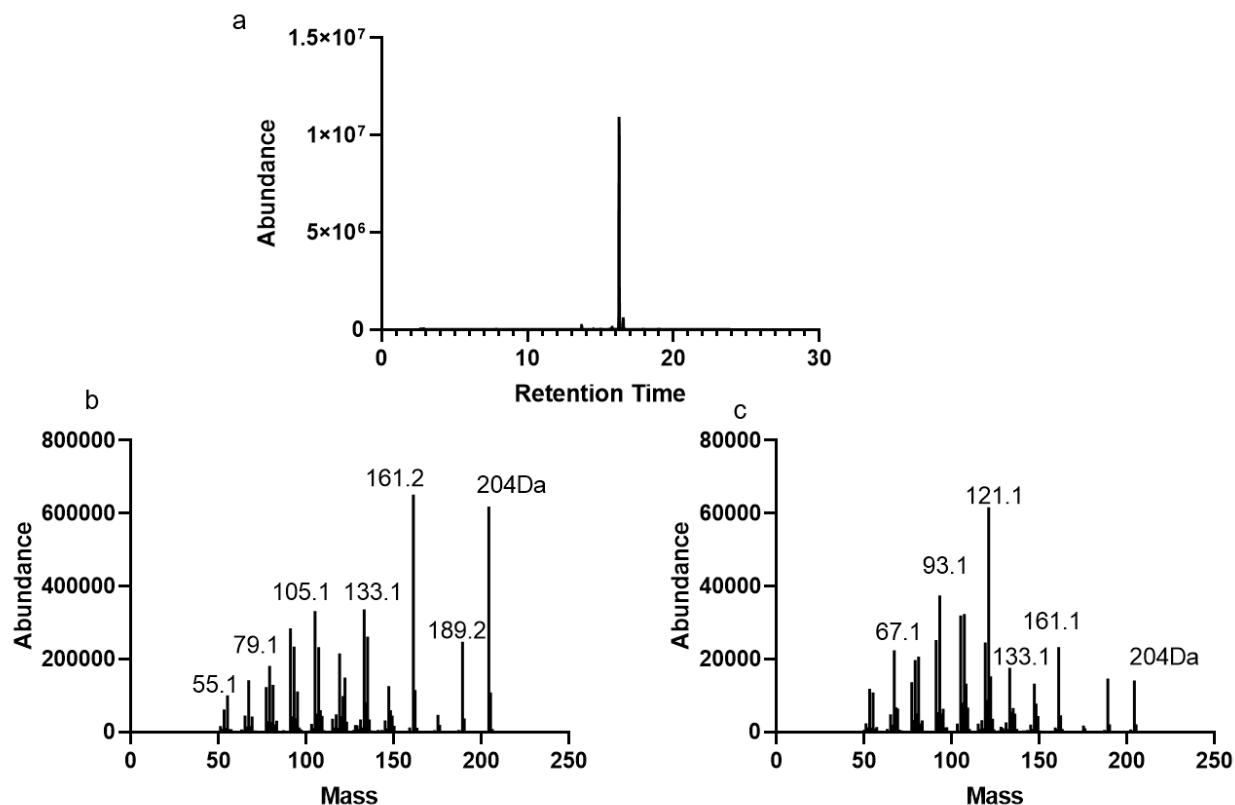 a
1.5×10⁷
1×10⁷
5×10⁶
0
Abundance
0 10 20 30
Retention Time
b
800000
600000
400000
200000
0
Abundance
55.1
79.1
105.1
133.1
161.2
189.2
204Da
0 50 100 150 200 250
Mass
c
80000
60000
40000
20000
0
Abundance
67.1
93.1
121.1
133.1
161.1
204Da
0 50 100 150 200 250
Mass